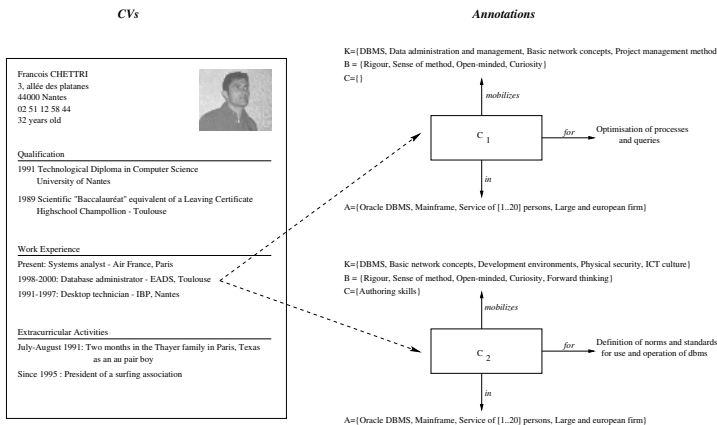 CVs
Francois CHETTRI
3, allée des platanes
44000 Nantes
02 51 12 58 44
32 years old
Qualification
1991 Technological Diploma in Computer Science
University of Nantes
1989 Scientific "Baccalauréat" equivalent of a Leaving Certificate
Highschool Champollion - Toulouse
Work Experience
Present: Systems analyst - Air France, Paris
1998-2000: Database administrator - EADS, Toulouse
1991-1997: Desktop technician - IBP, Nantes
Extracurricular Activities
July-August 1991: Two months in the Thayer family in Paris, Texas
as an au pair boy
Since 1995 : President of a surfing association
Annotations
K={DBMS, Data administration and management, Basic network concepts, Project management method
B = {Rigour, Sense of method, Open-minded, Curiosity}
C={}
mobilizes
C 1
for
Optimisation of processes
and queries
in
A={Oracle DBMS, Mainframe, Service of [1..20] persons, Large and european firm}
K={DBMS, Basic network concepts, Development environments, Physical security, ICT culture}
B = {Rigour, Sense of method, Open-minded, Curiosity, Forward thinking}
C={Authoring skills}
mobilizes
C 2
for
Definition of norms and standards
for use and operation of dbms
in
A={Oracle DBMS, Mainframe, Service of [1..20] persons, Large and european firm}